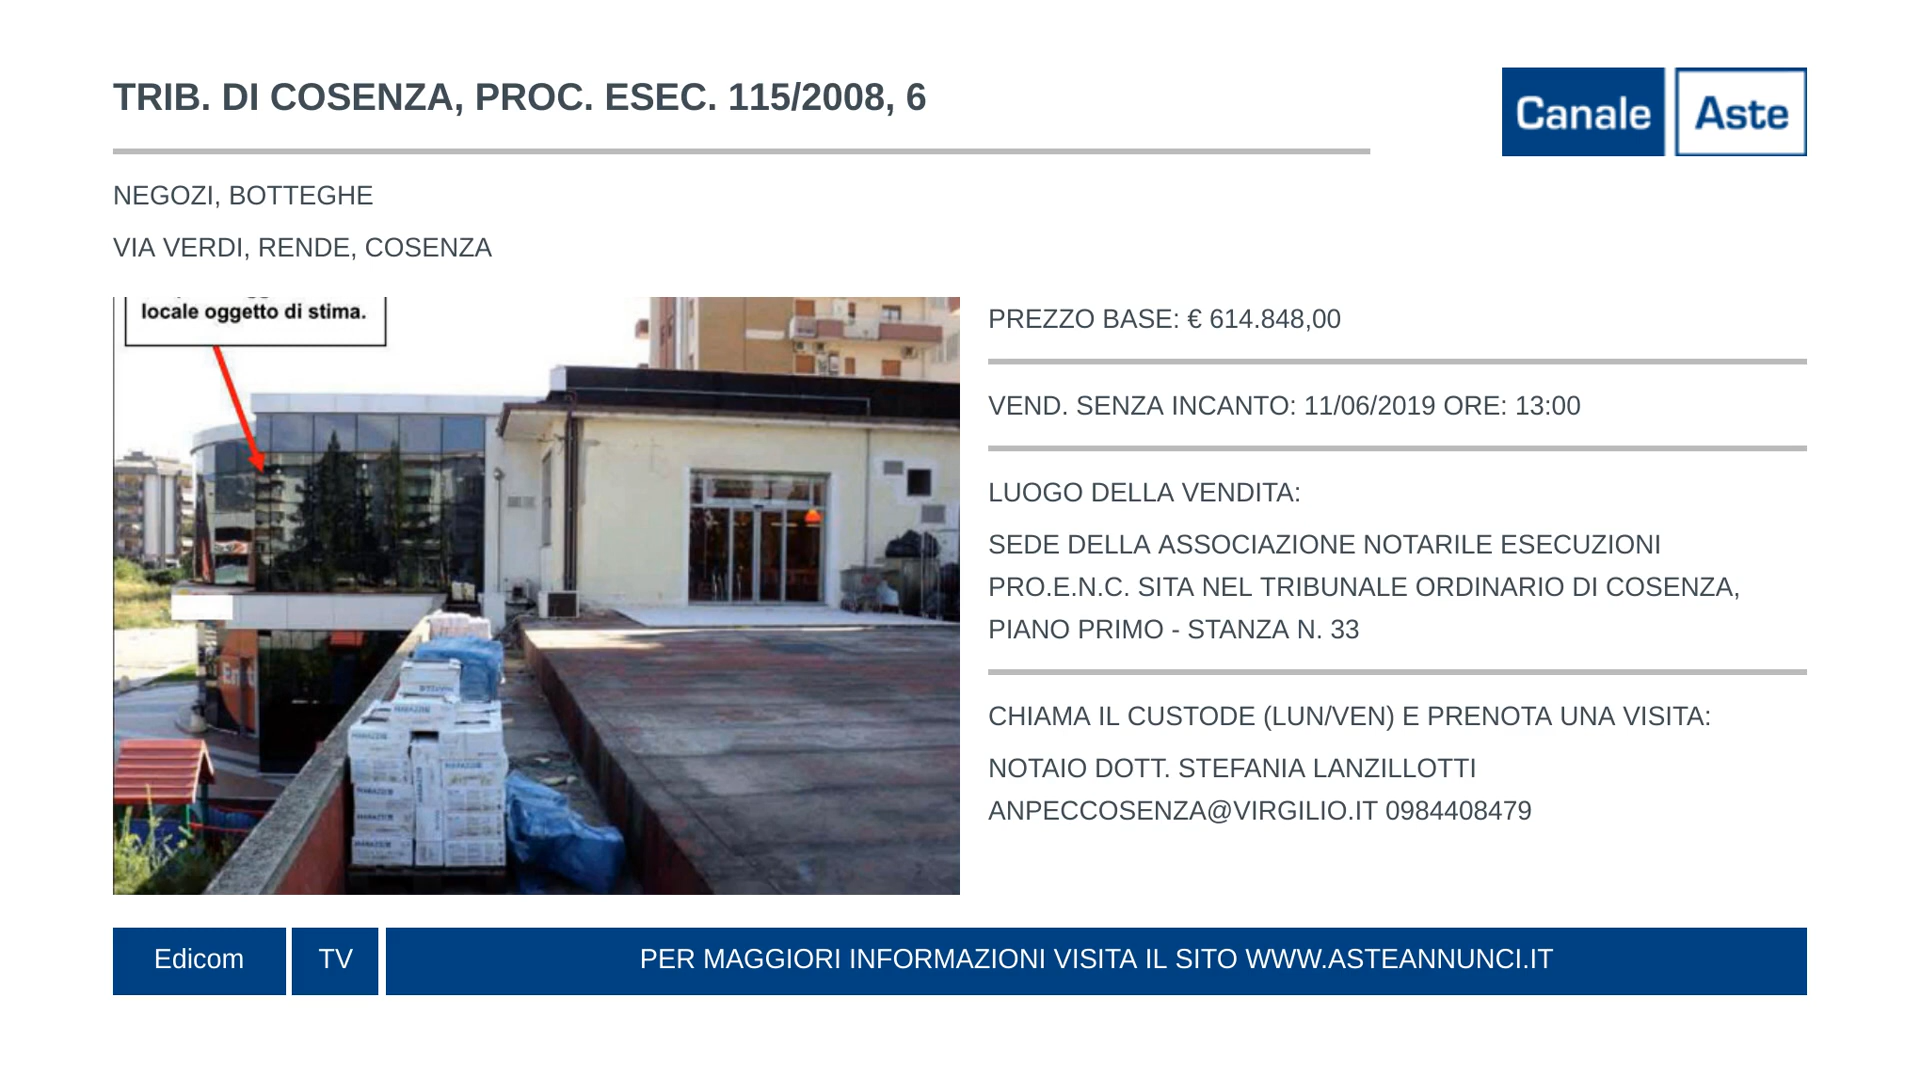 TRIB. DI COSENZA, PROC. ESEC. 115/2008, 6
Canale Aste
NEGOZI, BOTTEGHE
VIA VERDI, RENDE, COSENZA
locale oggetto di stima.
PREZZO BASE: € 614.848,00
VEND. SENZA INCANTO: 11/06/2019 ORE: 13:00
LUOGO DELLA VENDITA:
SEDE DELLA ASSOCIAZIONE NOTARILE ESECUZIONI
PRO.E.N.C. SITA NEL TRIBUNALE ORDINARIO DI COSENZA,
PIANO PRIMO - STANZA N. 33
CHIAMA IL CUSTODE (LUN/VEN) E PRENOTA UNA VISITA:
NOTAIO DOTT. STEFANIA LANZILLOTTI
ANPECCOSENZA@VIRGILIO.IT 0984408479
Edicom TV PER MAGGIORI INFORMAZIONI VISITA IL SITO WWW.ASTEANNUNCI.IT